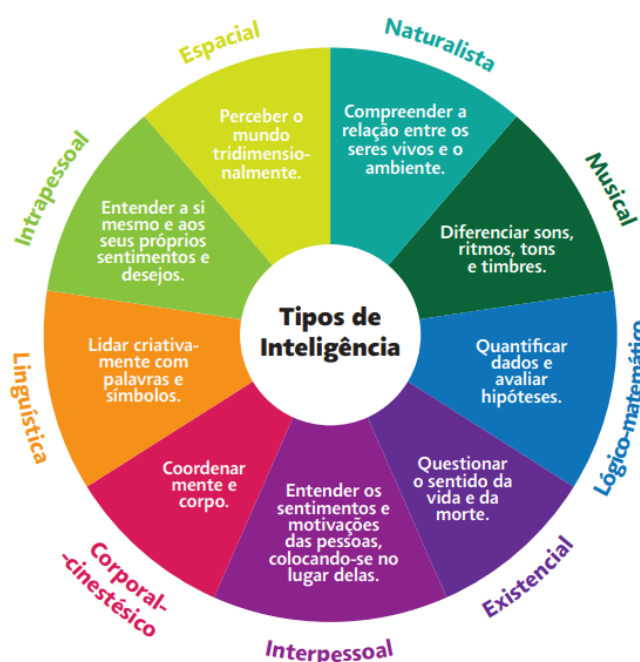 Tipos de
Inteligência
Naturalista
Compreender a
relação entre os
seres vivos e o
ambiente.
Musical
Diferenciar sons,
ritmos, tons
e timbres.
Lógico-matemático
Quantificar
dados e
avaliar
hipóteses.
Existencial
Questionar
o sentido da
vida e da
morte.
Interpessoal
Entender os
sentimentos e
motivações
das pessoas,
colocando-se no
lugar delas.
Corporal-
-cinestésico
Coordenar
mente e
corpo.
Linguística
Lidar criativa-
mente com
palavras e
símbolos.
Intrapessoal
Entender a si
mesmo e aos
seus próprios
sentimentos e
desejos.
Espacial
Perceber o
mundo
tridimensio-
nalmente.